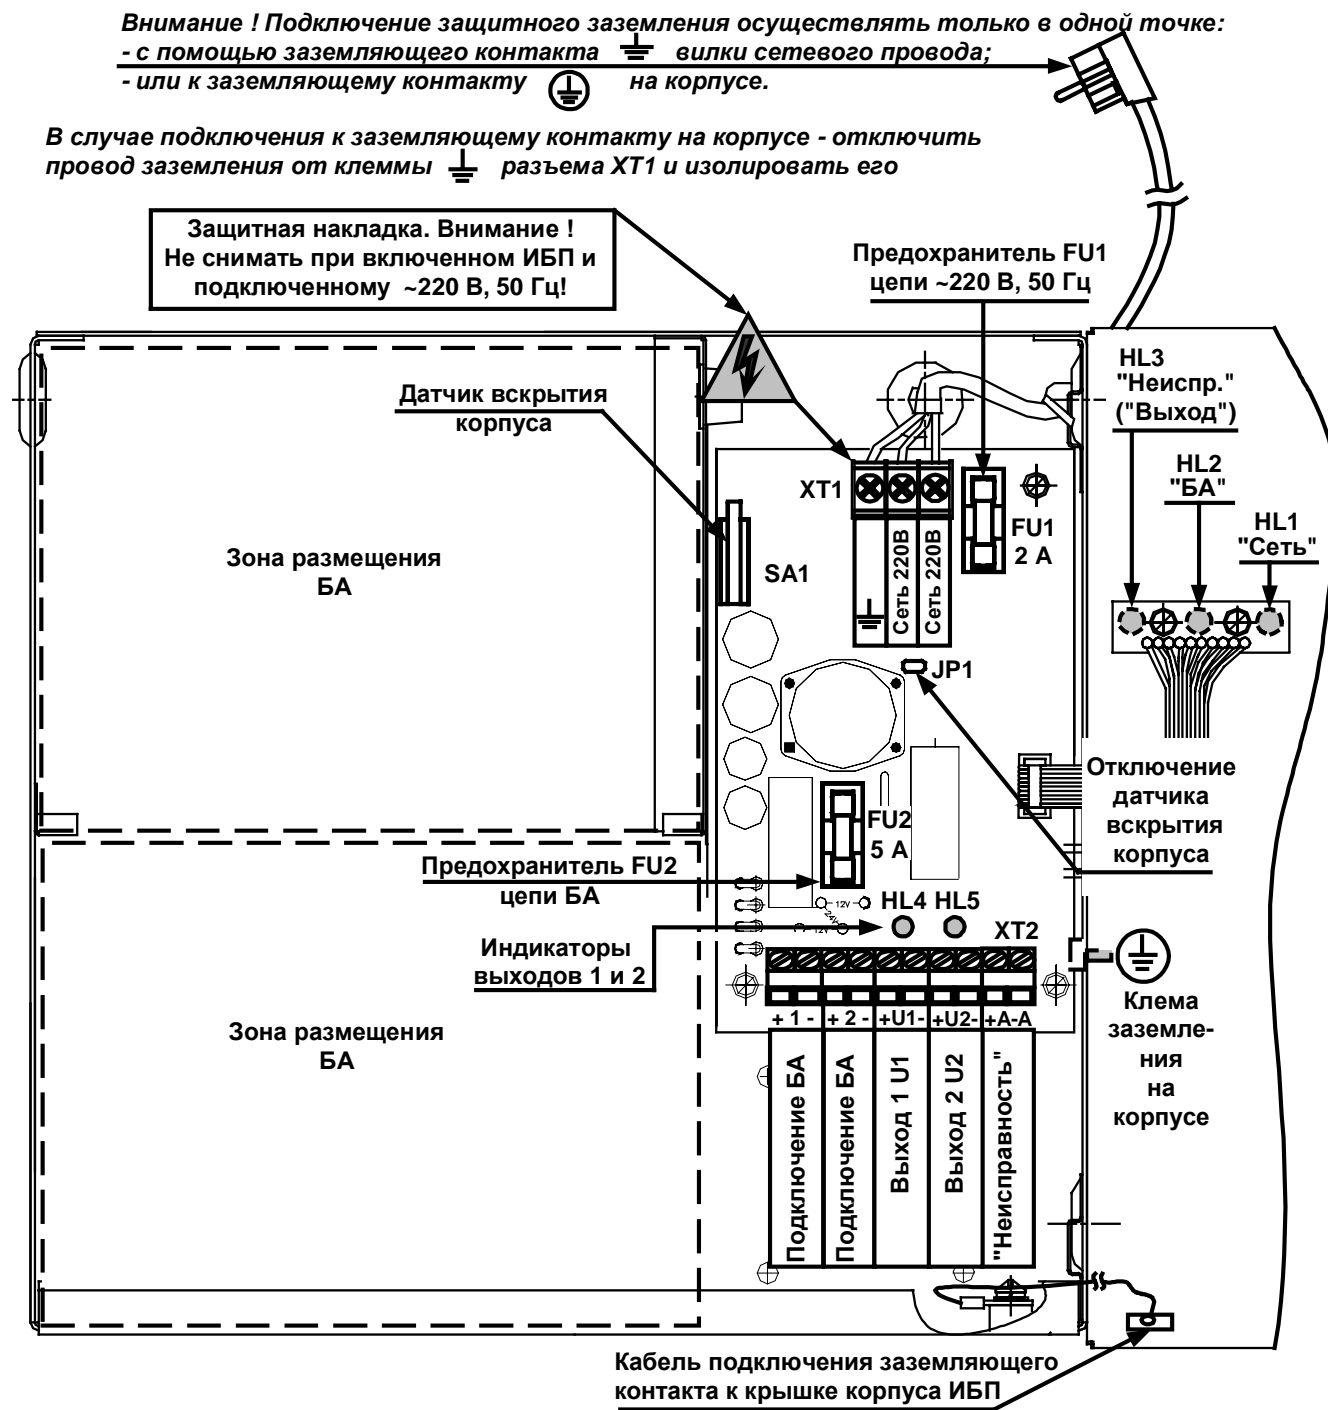 Внимание ! Подключение защитного заземления осуществлять только в одной точке:
- с помощью заземляющего контакта вилки сетевого провода;
- или к заземляющему контакту на корпусе.
В случае подключения к заземляющему контакту на корпусе - отключить
провод заземления от клеммы разъема XT1 и изолировать его
Защитная накладка. Внимание !
Не снимать при включенном ИБП и
подключенному ~220 В, 50 Гц!
Предохранитель FU1
цепи ~220 В, 50 Гц
HL3
"Неиспр."
("Выход")
Датчик вскрытия
корпуса
HL2
"БА"
HL1
"Сеть"
XT1
FU1
2 А
Зона размещения
БА
SA1
Сеть 220В
Сеть 220В
JP1
Отключение
датчика
вскрытия
корпуса
FU2
5 А
Предохранитель FU2
цепи БА
12V
24V
12V
HL4 HL5
XT2
Индикаторы
выходов 1 и 2
+ 1 - + 2 - +U1- +U2- +А-А
Клема
заземле-
ния
на
корпусе
Зона размещения
БА
Подключение БА
Подключение БА
Выход 1 U1
Выход 2 U2
"Неисправность"
Кабель подключения заземляющего
контакта к крышке корпуса ИБП